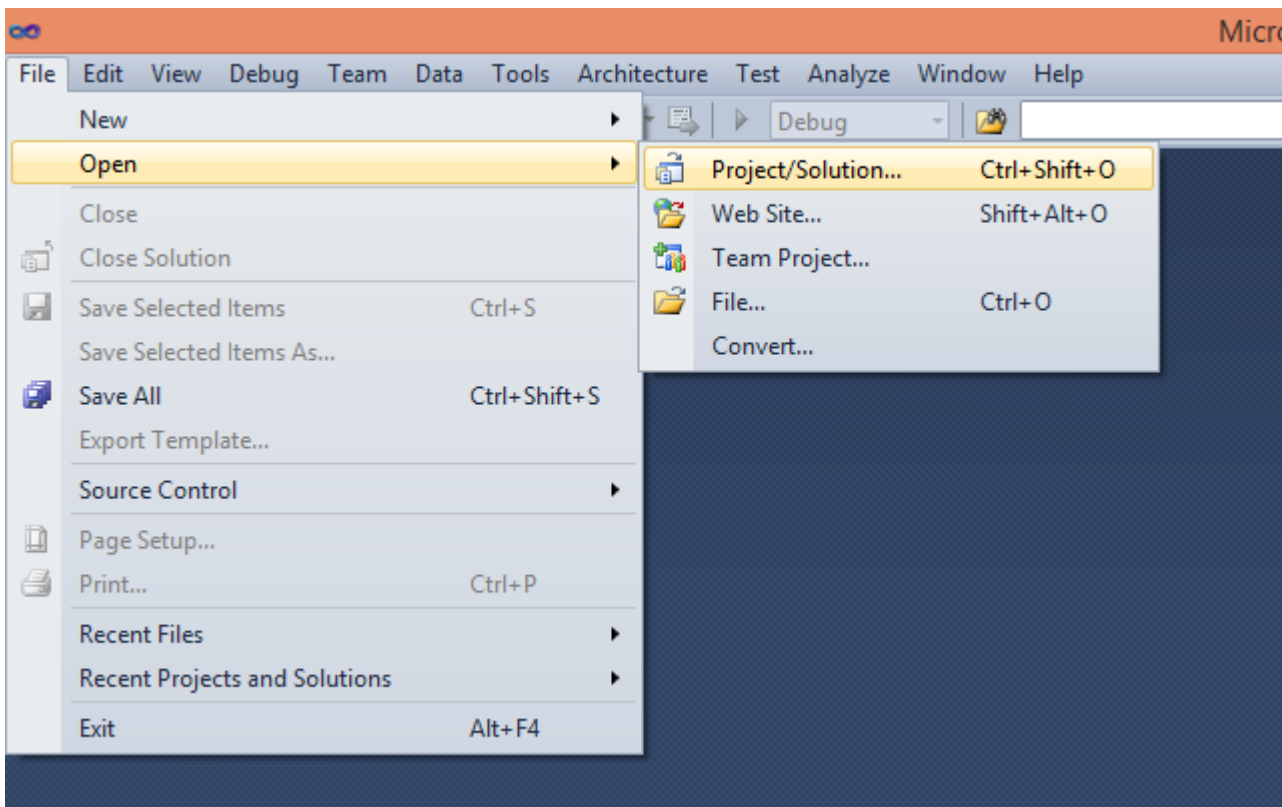 Micro
File Edit View Debug Team Data Tools Architecture Test Analyze Window Help
New
Debug
Open
Project/Solution... Ctrl+Shift+O
Close
Web Site... Shift+Alt+O
Close Solution
Team Project...
Save Selected Items Ctrl+S
File... Ctrl+O
Save Selected Items As...
Convert...
Save All Ctrl+Shift+S
Export Template...
Source Control
Page Setup...
Print... Ctrl+P
Recent Files
Recent Projects and Solutions
Exit Alt+F4